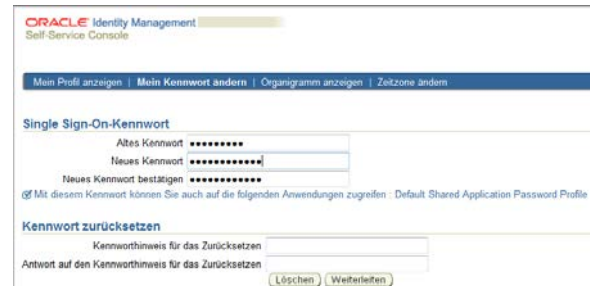 ORACLE Identity Management
Self-Service Console
Mein Profil anzeigen | Mein Kennwort ändern | Organigramm anzeigen | Zeitzone ändern
Single Sign-On-Kennwort
Altes Kennwort •••••••••
Neues Kennwort ••••••••••••
Neues Kennwort bestätigen ••••••••••••
Mit diesem Kennwort können Sie auch auf die folgenden Anwendungen zugreifen : Default Shared Application Password Profile
Kennwort zurücksetzen
Kennworthinweis für das Zurücksetzen
Antwort auf den Kennworthinweis für das Zurücksetzen
Löschen Weiterleiten